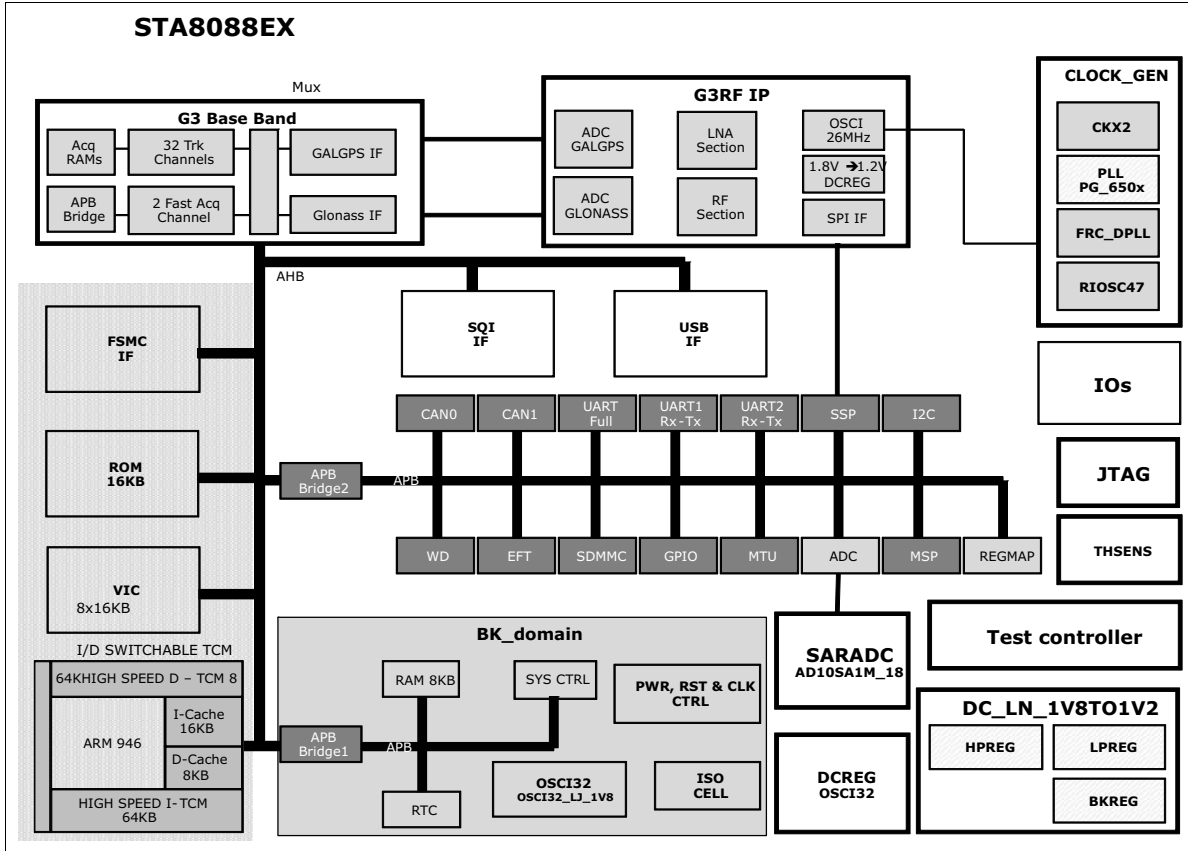 STA8088EX
Mux
G3 Base Band
Acq
RAMs
32 Trk
Channels
GALGPS IF
APB
Bridge
2 Fast Acq
Channel
Glonass IF
G3RF IP
ADC
GALGPS
LNA
Section
OSCI
26MHz
1.8V ➔1.2V
DCREG
ADC
GLONASS
RF
Section
SPI IF
CLOCK_GEN
CKX2
PLL
PG_650x
FRC_DPLL
RIOSC47
AHB
FSMC
IF
SQI
IF
USB
IF
IOs
CAN0
CAN1
UART
Full
UART1
Rx-Tx
UART2
Rx-Tx
SSP
I2C
ROM
16KB
APB
Bridge2
APB
JTAG
WD
EFT
SDMMC
GPIO
MTU
ADC
MSP
REGMAP
THSENS
VIC
8x16KB
I/D SWITCHABLE TCM
64KHIGH SPEED D – TCM 8
ARM 946
I-Cache
16KB
D-Cache
8KB
HIGH SPEED I-TCM
64KB
BK_domain
RAM 8KB
SYS CTRL
PWR, RST & CLK
CTRL
APB
Bridge1
APB
RTC
OSCI32
OSCI32_LJ_1V8
ISO
CELL
SARADC
AD10SA1M_18
DCREG
OSCI32
Test controller
DC_LN_1V8TO1V2
HPREG
LPREG
BKREG